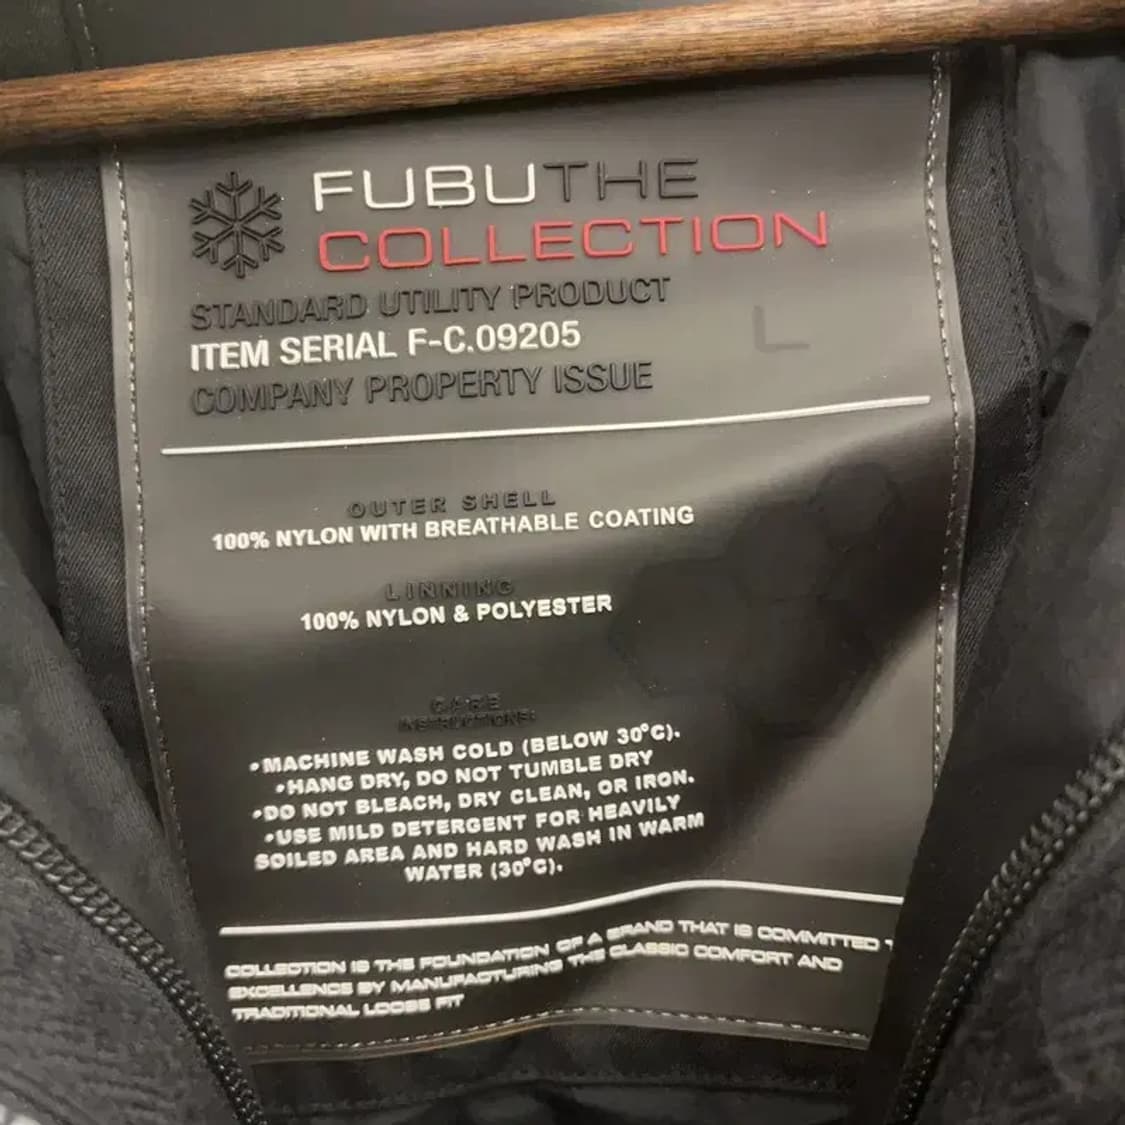 FUBUTHE
COLLECTION
STANDARD UTILITY PRODUCT
ITEM SERIAL F-C.09205
L
COMPANY PROPERTY ISSUE
OUTER SHELL
100% NYLON WITH BREATHABLE COATING
LINNING
100% NYLON & POLYESTER
CARE
INSTRUCTIONS:
•MACHINE WASH COLD (BELOW 30°C).
•HANG DRY, DO NOT TUMBLE DRY
•DO NOT BLEACH, DRY CLEAN, OR IRON.
•USE MILD DETERGENT FOR HEAVILY
SOILED AREA AND HARD WASH IN WARM
WATER (30°C).
COLLECTION IS THE FOUNDATION OF A BRAND THAT IS COMMITTED
EXCELLENCE BY MANUFACTURING THE CLASSIC COMFORT AND
TRADITIONAL LOOSE FIT